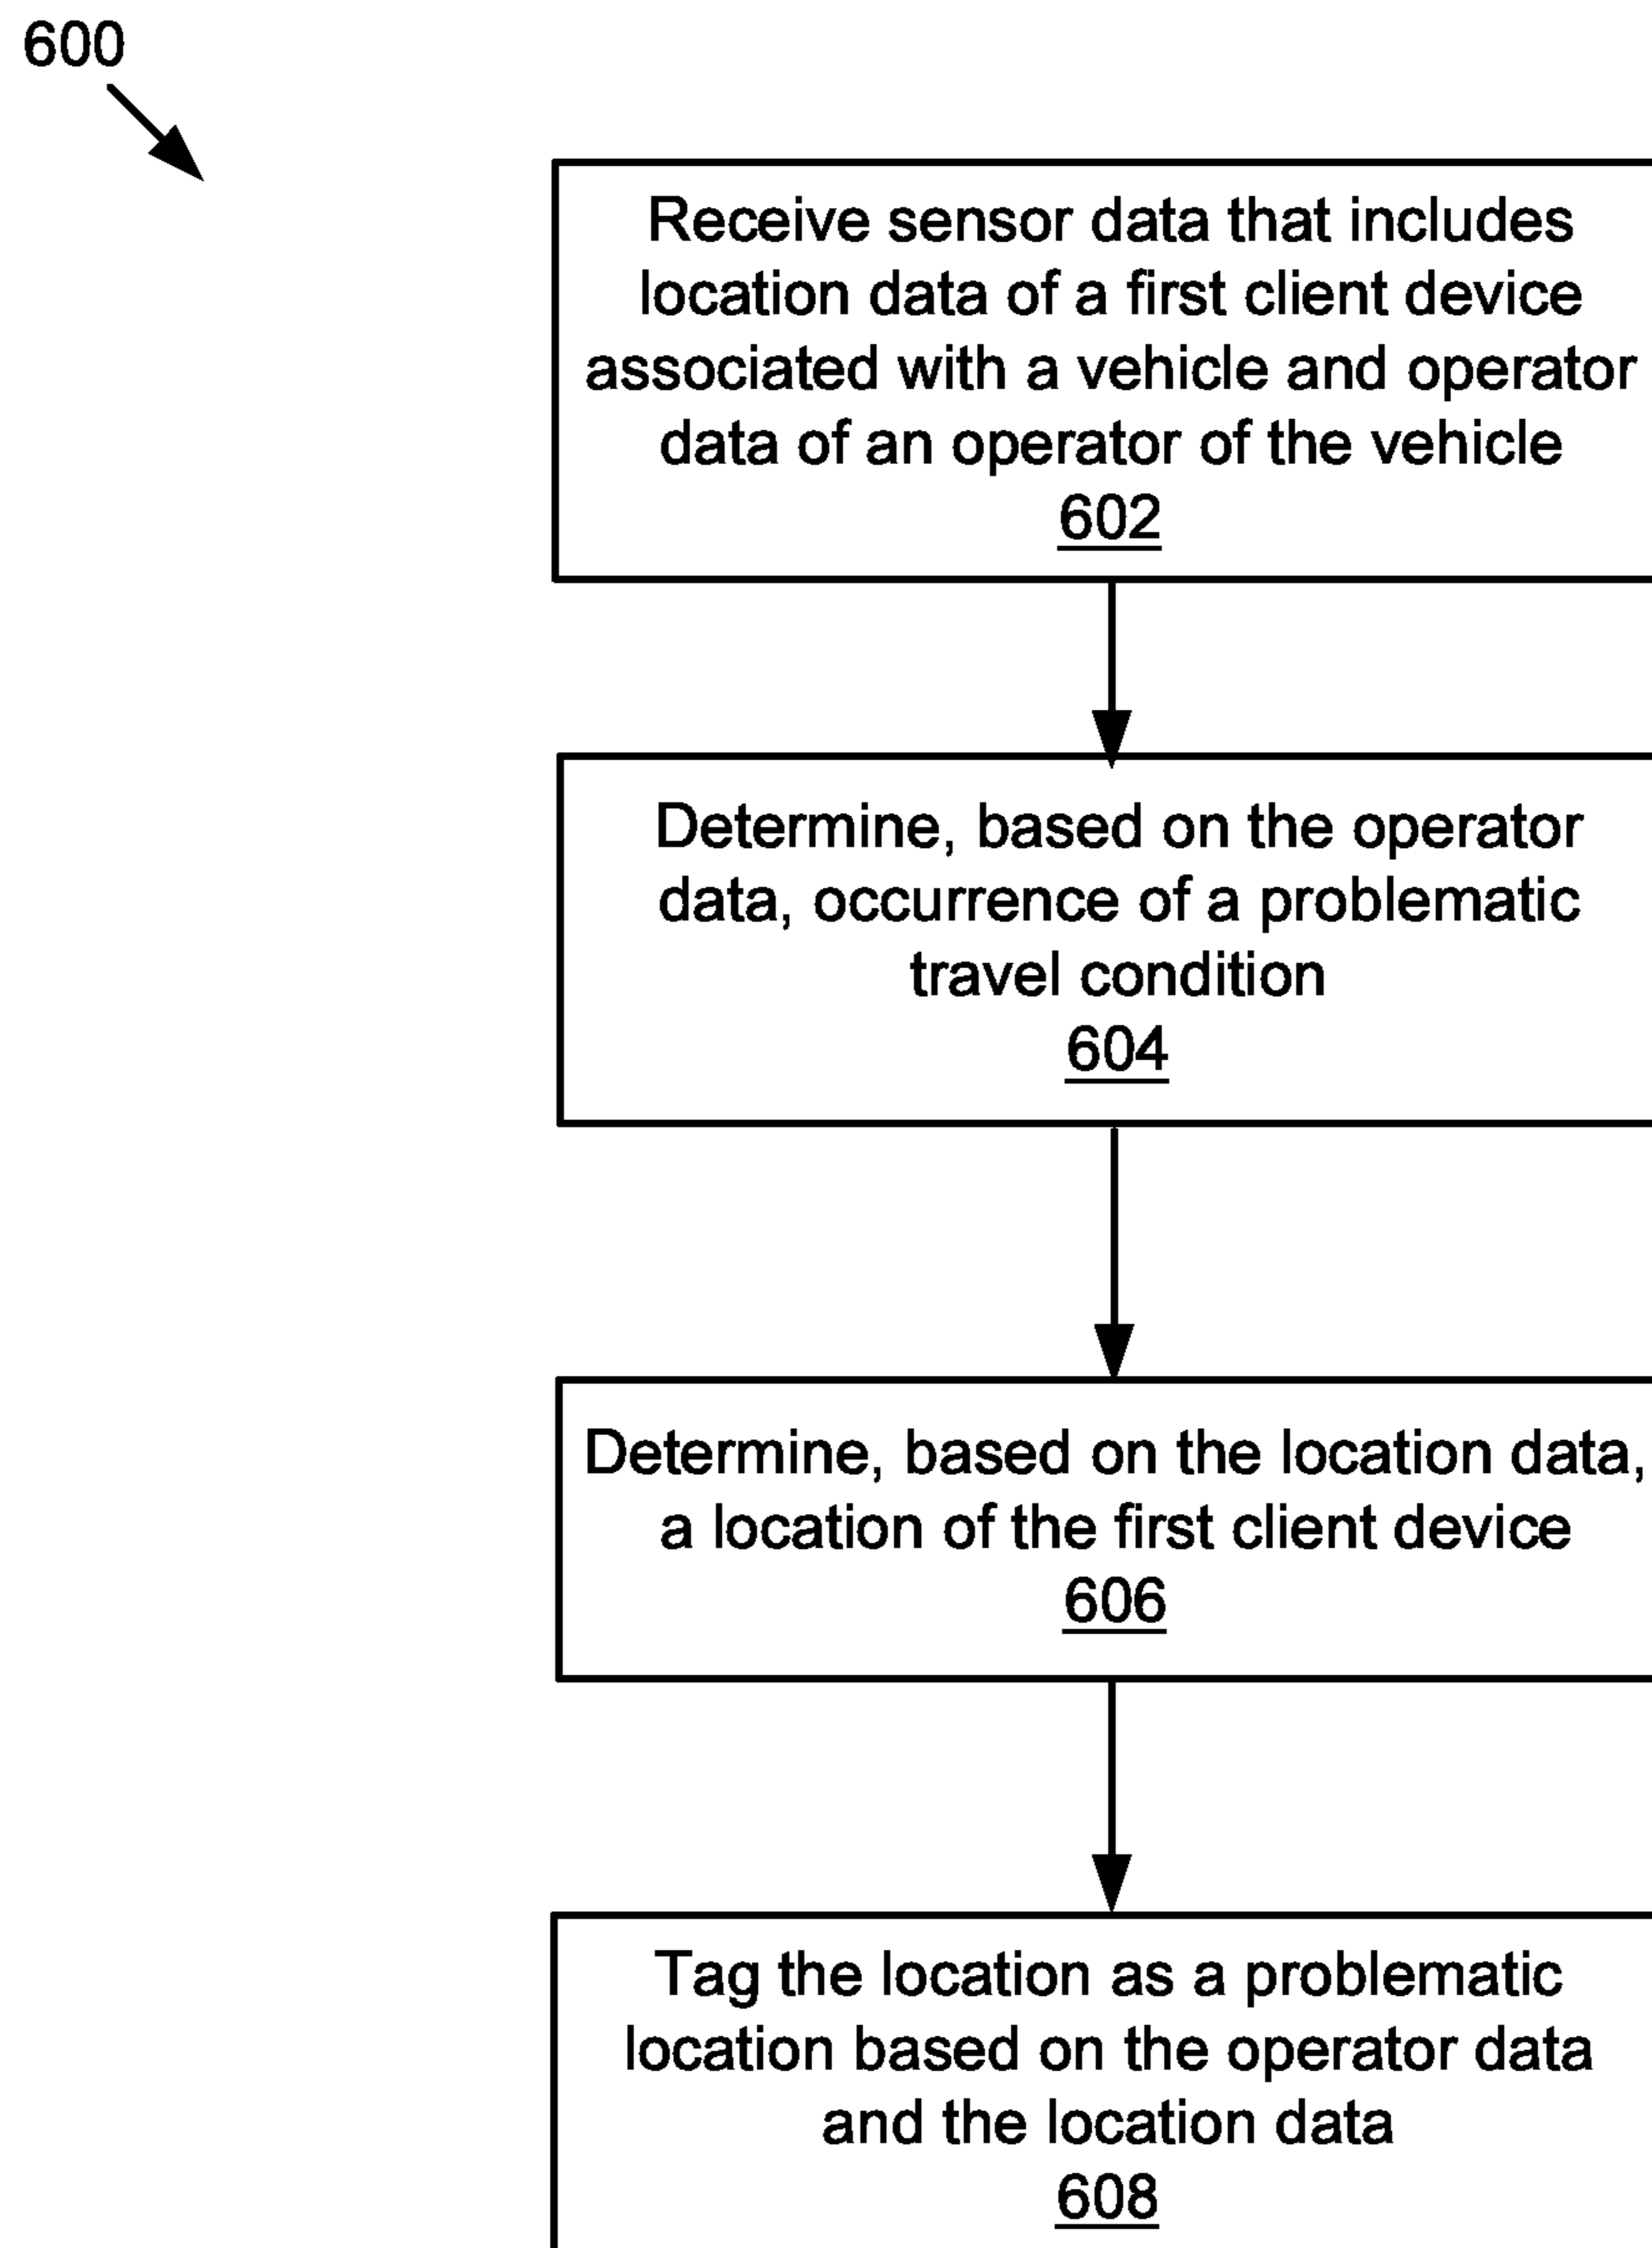 600
Receive sensor data that includes
location data of a first client device
associated with a vehicle and operator
data of an operator of the vehicle
602
Determine, based on the operator
data, occurrence of a problematic
travel condition
604
Determine, based on the location data,
a location of the first client device
606
Tag the location as a problematic
location based on the operator data
and the location data
608